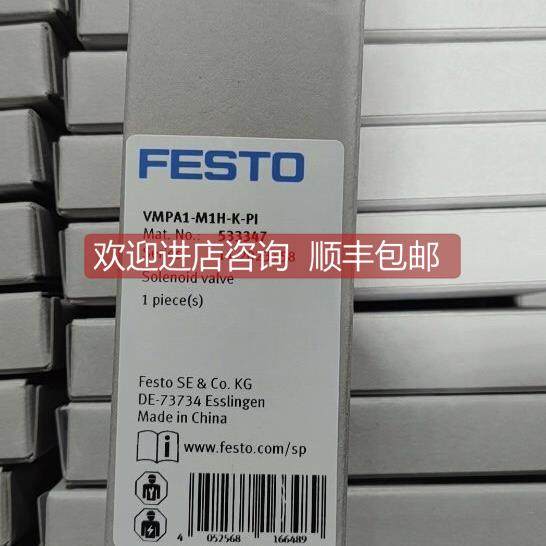 FESTO
VMPA1-M1H-K-PI
Mat. No.: 533347
欢迎进店咨询 顺丰包邮
Solenoid valve
1 piece(s)
Festo SE & Co. KG
DE-73734 Esslingen
Made in China
www.festo.com/sp
4 052568 166489